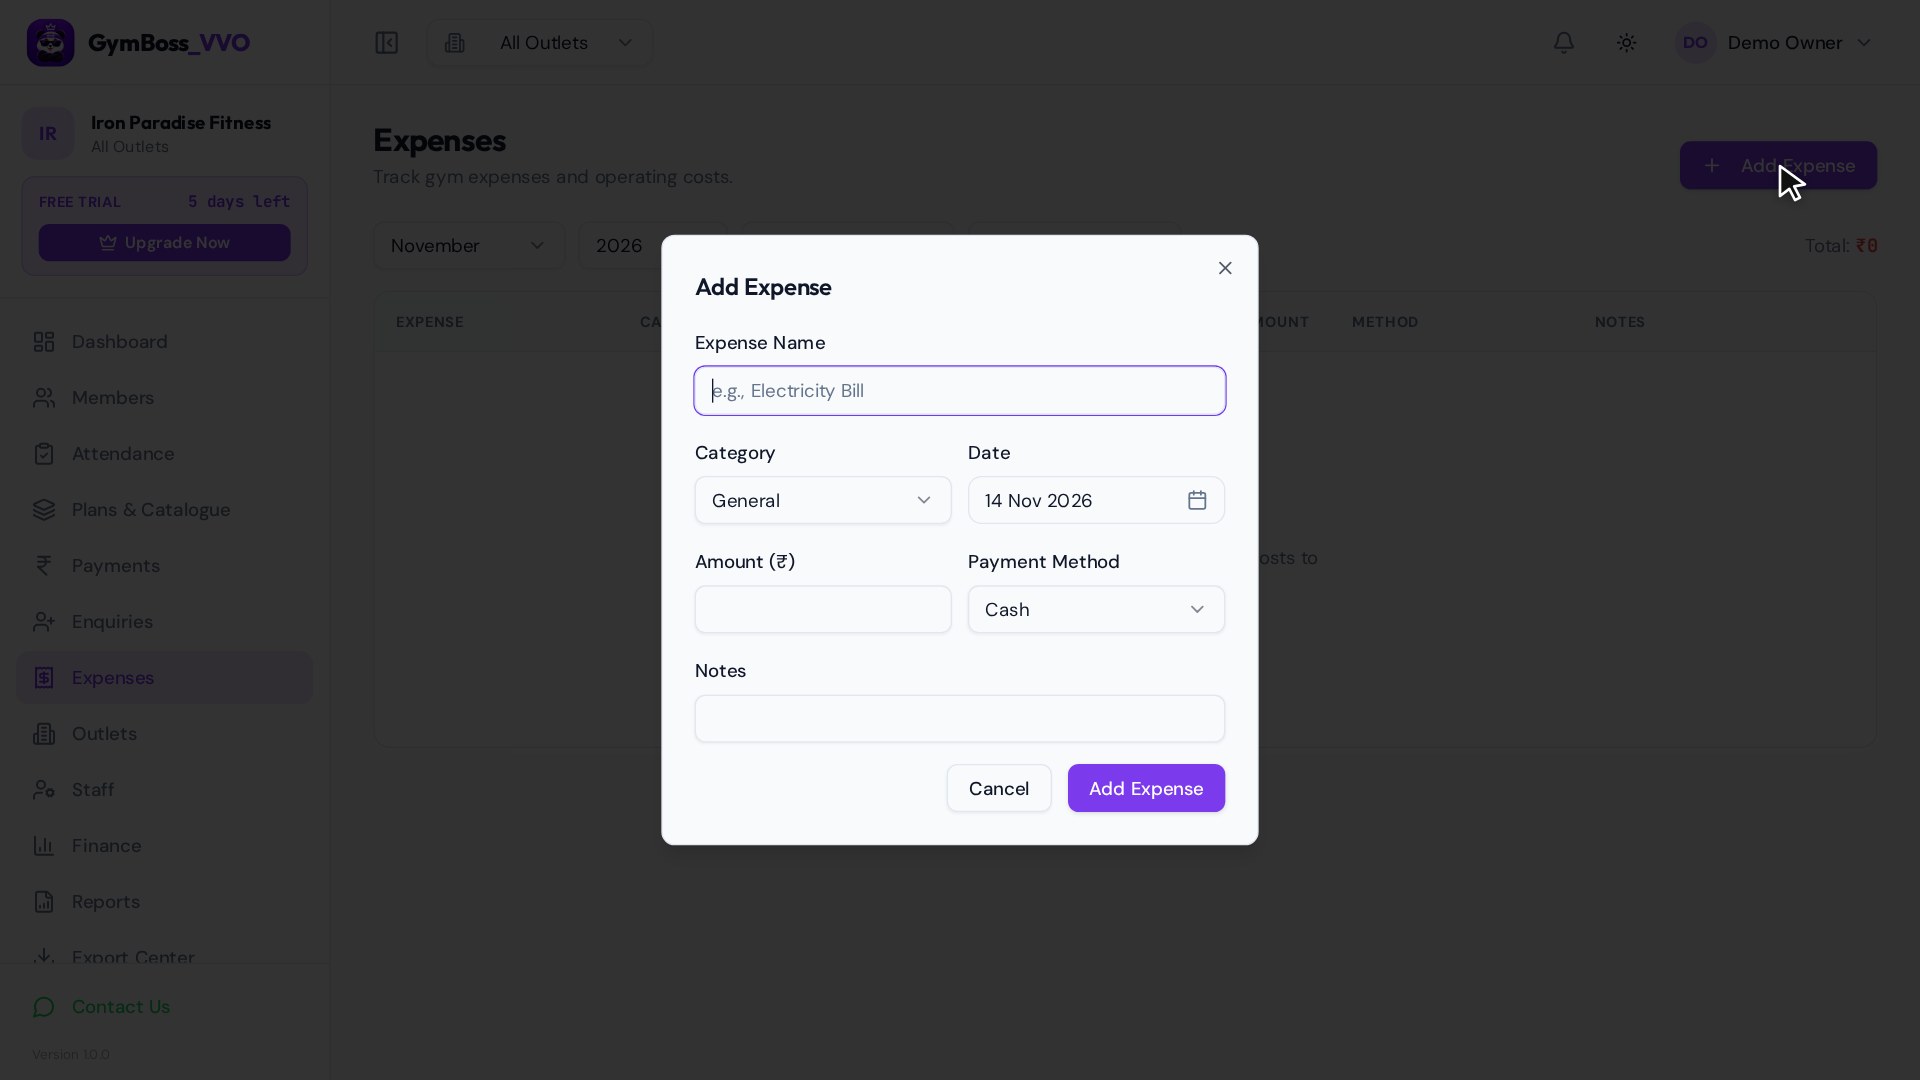 GymBoss_VVO
All Outlets
DO
Demo Owner
IR
Iron Paradise Fitness
All Outlets
FREE TRIAL
5 days left
Upgrade Now
Dashboard
Members
Attendance
Plans & Catalogue
Payments
Enquiries
Expenses
Outlets
Staff
Finance
Reports
Export Center
Contact Us
Version 1.0.0
Expenses
Track gym expenses and operating costs.
Add Expense
November
2026
Total: ₹0
EXPENSE
METHOD
NOTES
costs to
Add Expense
Expense Name
e.g., Electricity Bill
Category
Date
General
14 Nov 2026
Amount (₹)
Payment Method
Cash
Notes
Cancel
Add Expense